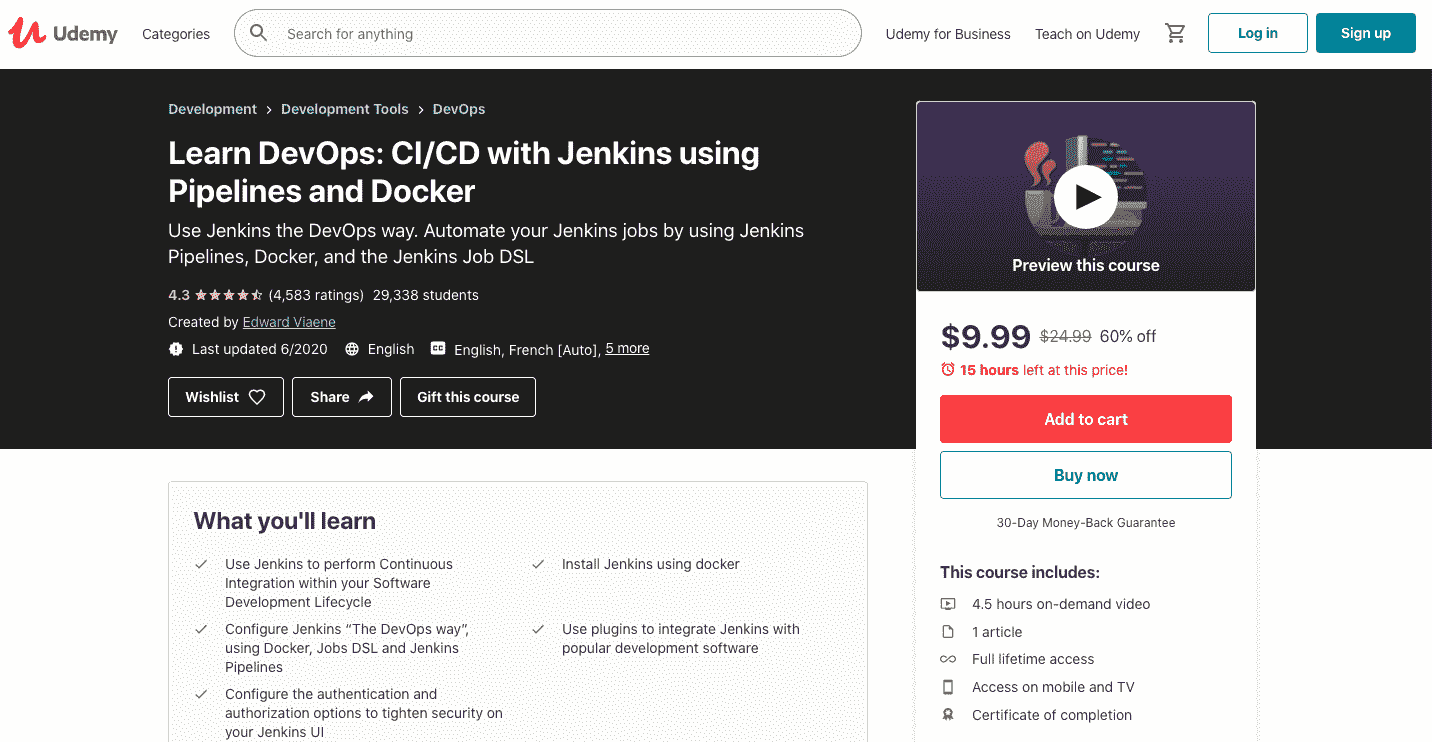 Udemy
Categories
Search for anything
Udemy for Business
Teach on Udemy
Log in
Sign up
Development > Development Tools > DevOps
Learn DevOps: CI/CD with Jenkins using
Pipelines and Docker
Use Jenkins the DevOps way. Automate your Jenkins jobs by using Jenkins
Pipelines, Docker, and the Jenkins Job DSL
4.3 (4,583 ratings) 29,338 students
Created by Edward Viaene
Last updated 6/2020 English CC English, French [Auto], 5 more
Wishlist
Share
Gift this course
Preview this course
$9.99 $24.99 60% off
15 hours left at this price!
Add to cart
Buy now
30-Day Money-Back Guarantee
This course includes:
4.5 hours on-demand video
1 article
Full lifetime access
Access on mobile and TV
Certificate of completion
What you'll learn
Use Jenkins to perform Continuous
Integration within your Software
Development Lifecycle
Install Jenkins using docker
Configure Jenkins “The DevOps way”,
using Docker, Jobs DSL and Jenkins
Pipelines
Use plugins to integrate Jenkins with
popular development software
Configure the authentication and
authorization options to tighten security on
your Jenkins UI